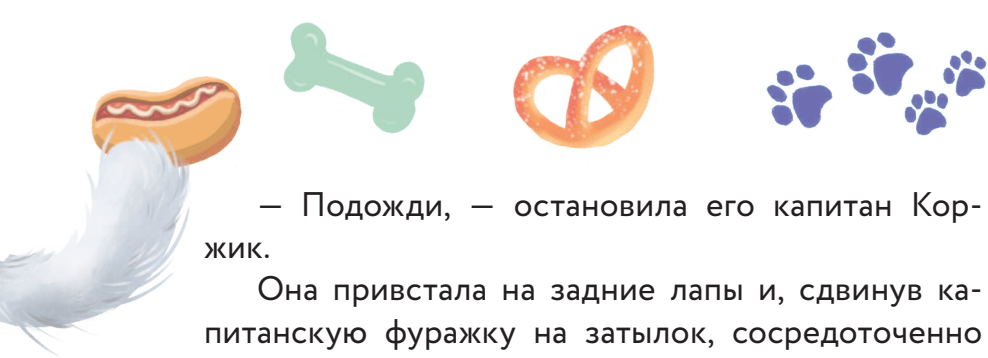 — Подожди, — остановила его капитан Кор-
жик.
Она привстала на задние лапы и, сдвинув ка-
питанскую фуражку на затылок, сосредоточенно